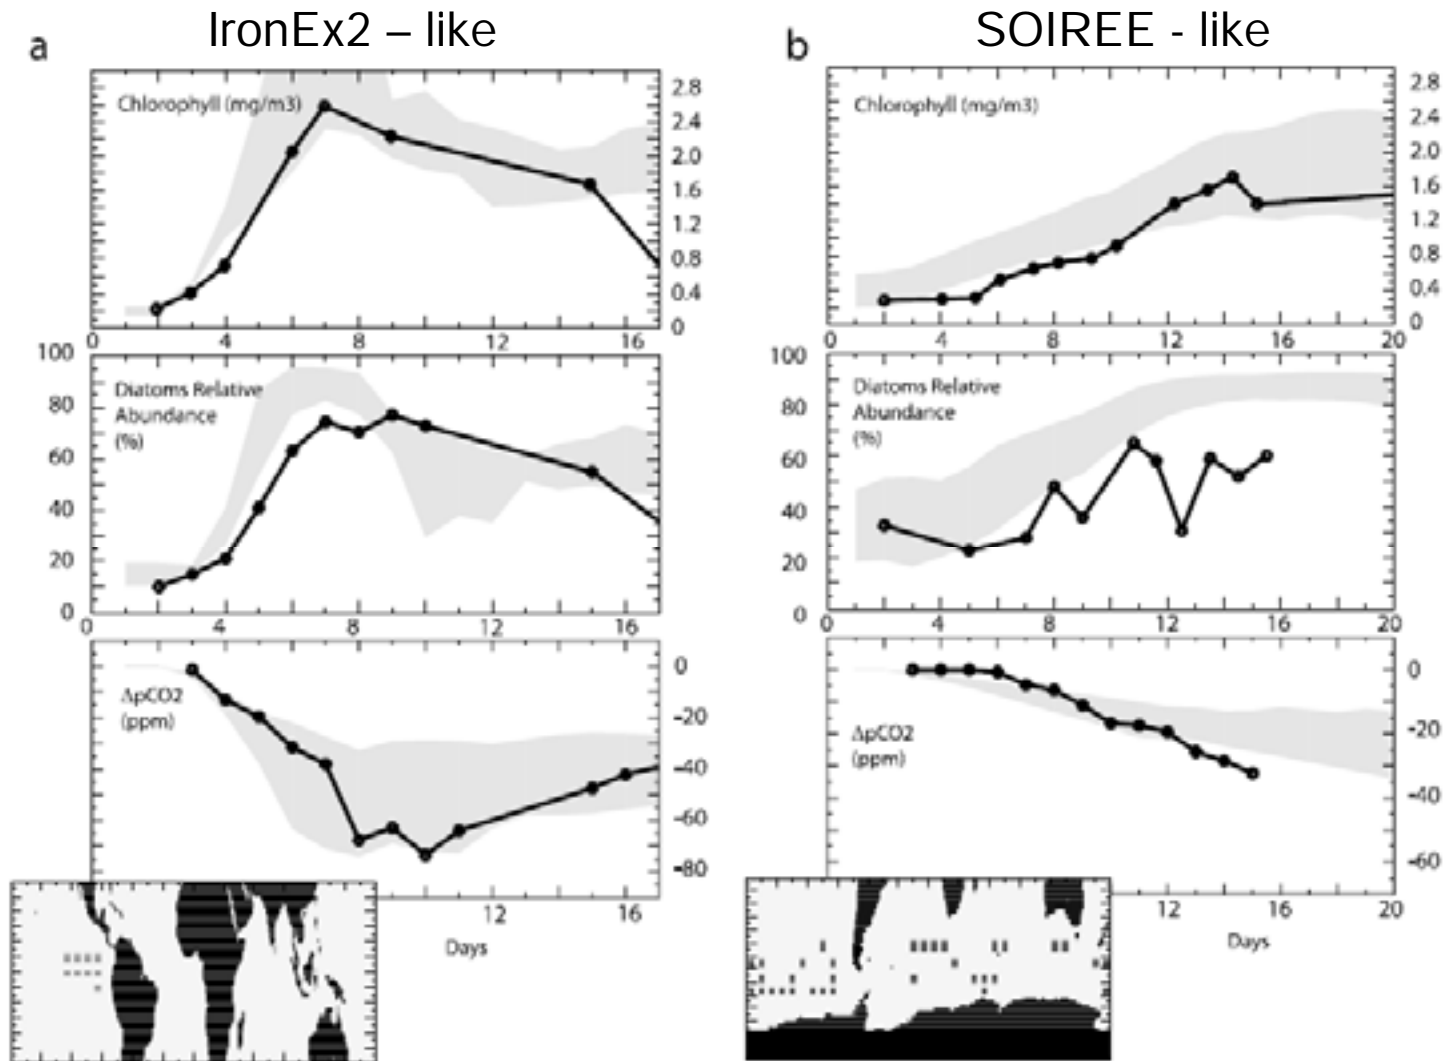 a
IronEx2 – like
Chlorophyll (mg/m3)
2.8
2.4
2.0
1.6
1.2
0.8
0.4
0
0 4 8 12 16
Diatoms Relative
Abundance
(%)
100
80
60
40
20
0
0 4 8 12 16
ΔpCO2
(ppm)
0
-20
-40
-60
-80
12 16
Days
b
SOIREE - like
Chlorophyll (mg/m3)
2.8
2.4
2.0
1.6
1.2
0.8
0.4
0
0 4 8 12 16 20
Diatoms Relative
Abundance
(%)
100
80
60
40
20
0
0 4 8 12 16 20
ΔpCO2
(ppm)
0
-20
-40
-60
12 16 20
Days